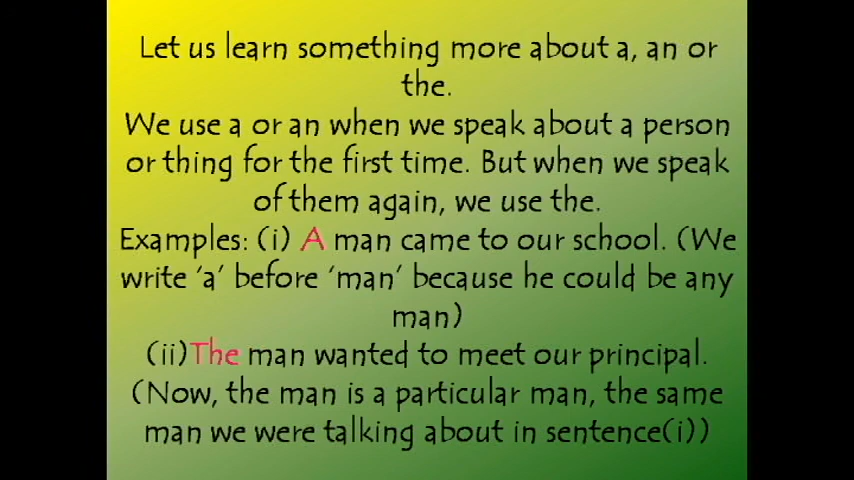 Let us learn something more about a, an or
the.
We use a or an when we speak about a person
or thing for the first time. But when we speak
of them again, we use the.
Examples: (i) A man came to our school. (We
write ‘a’ before ‘man’ because he could be any
man)
(ii)The man wanted to meet our principal.
(Now, the man is a particular man, the same
man we were talking about in sentence(i))